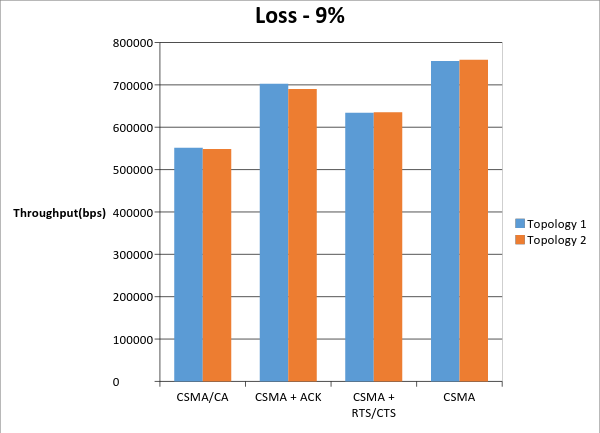 Loss - 9%
800000
700000
600000
500000
400000
300000
200000
100000
0
Throughput(bps)
CSMA/CA
CSMA + ACK
CSMA +
RTS/CTS
CSMA
Topology 1
Topology 2